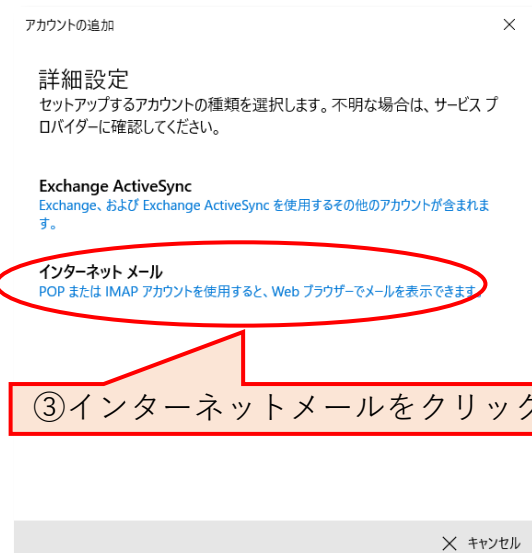 アカウントの追加
詳細設定
セットアップするアカウントの種類を選択します。不明な場合は、サービス プ
ロバイダーに確認してください。
Exchange ActiveSync
Exchange、および Exchange ActiveSync を使用するその他のアカウントが含まれま
す。
インターネット メール
POP または IMAP アカウントを使用すると、Web ブラウザーでメールを表示できます。
③インターネットメールをクリック
キャンセル